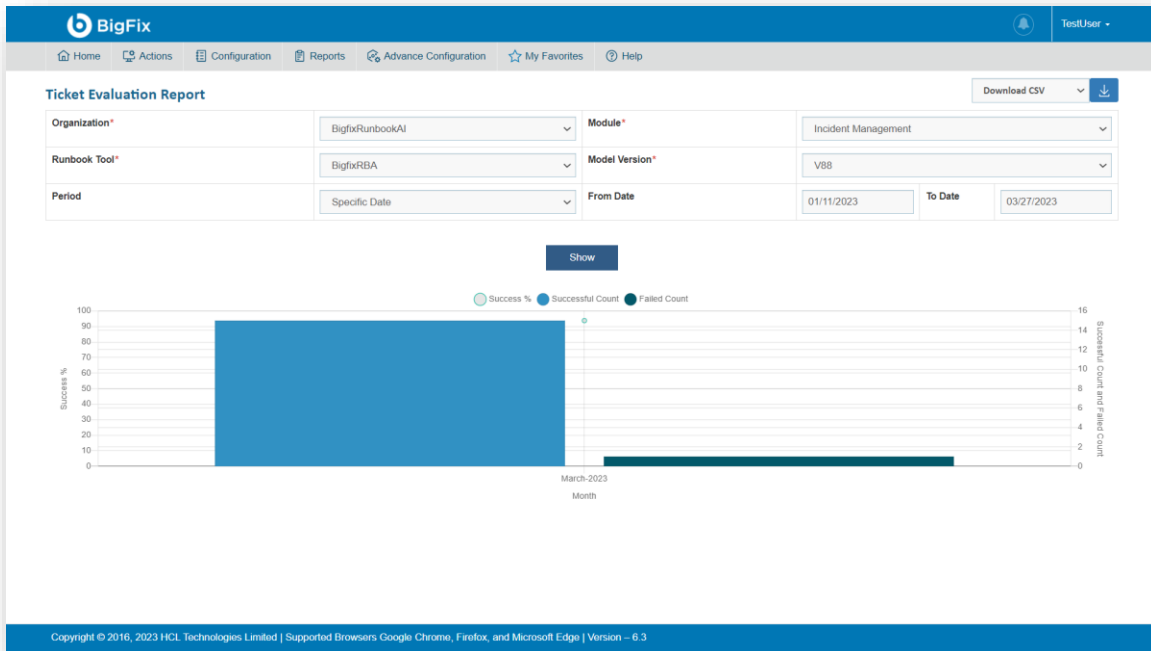 BigFix
TestUser
Home Actions Configuration Reports Advance Configuration My Favorites Help
Ticket Evaluation Report
Download CSV
Organization* BigfixRunbookAI Module* Incident Management
Runbook Tool* BigfixRBA Model Version* V88
Period Specific Date From Date 01/11/2023 To Date 03/27/2023
Show
Success % Successful Count Failed Count
100
90
80
70
60
50
40
30
20
10
0
Success %
16
14
12
10
8
6
4
2
0
Successful Count and Failed Count
March-2023
Month
Copyright © 2016, 2023 HCL Technologies Limited | Supported Browsers Google Chrome, Firefox, and Microsoft Edge | Version – 6.3